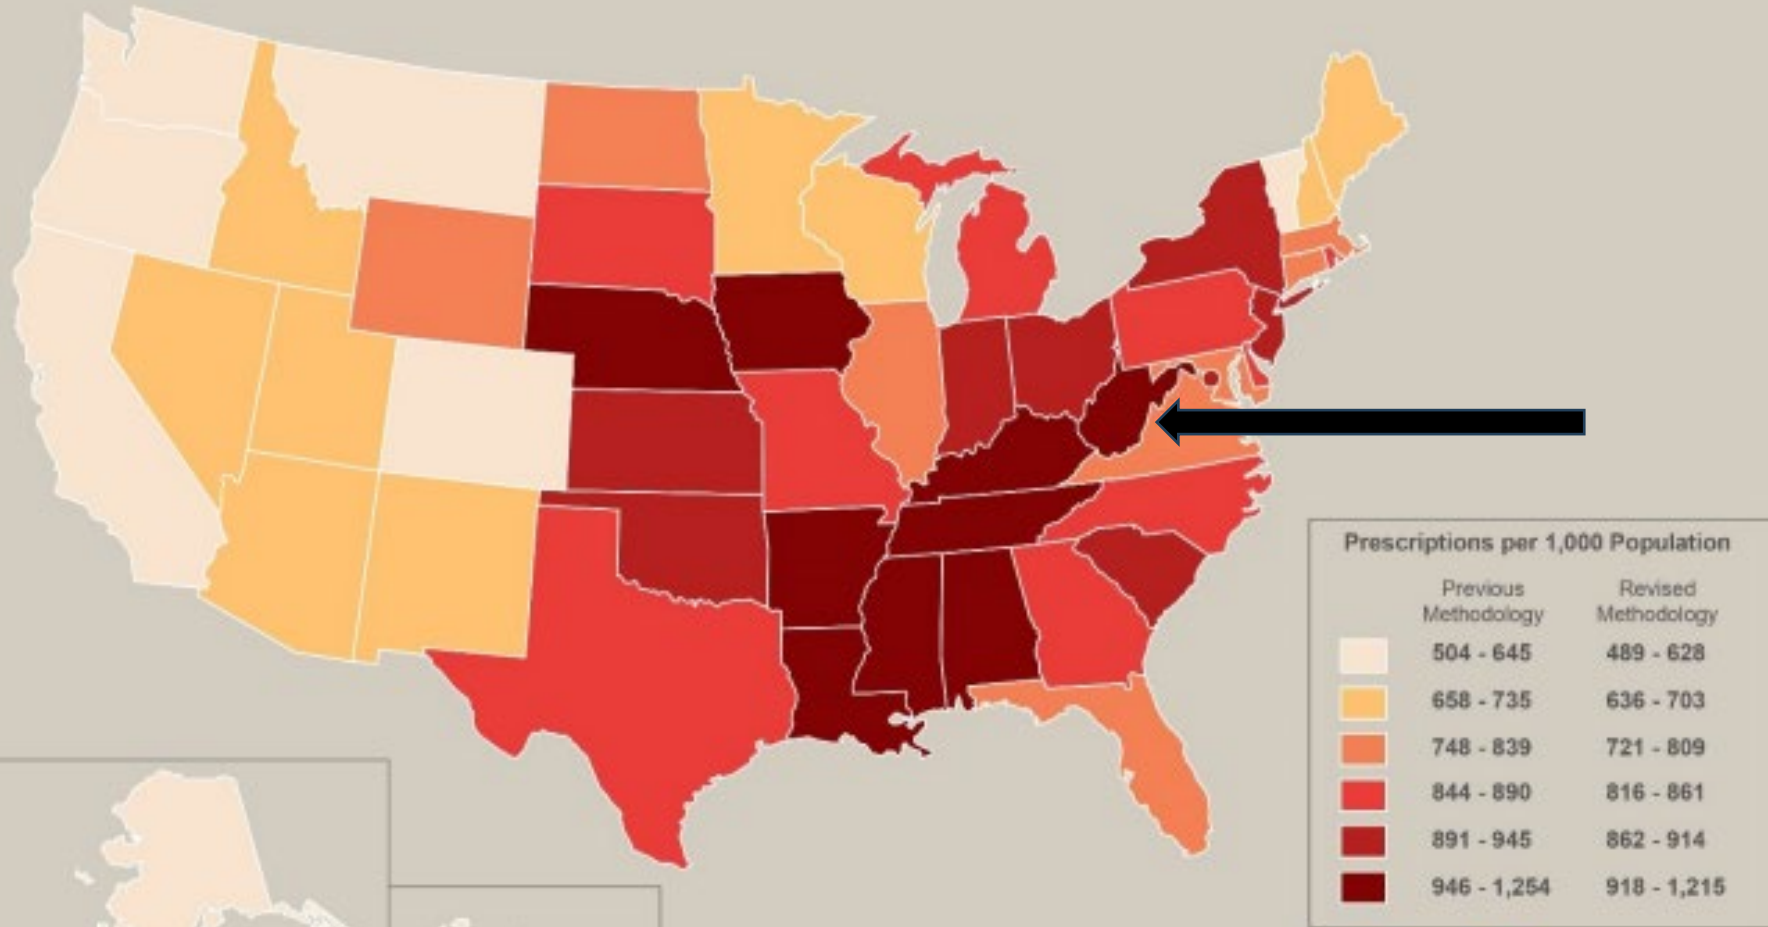 Prescriptions per 1,000 Population
Previous Methodology Revised Methodology
504 - 645 489 - 628
658 - 735 636 - 703
748 - 839 721 - 809
844 - 890 816 - 861
891 - 945 862 - 914
946 - 1,254 918 - 1,215